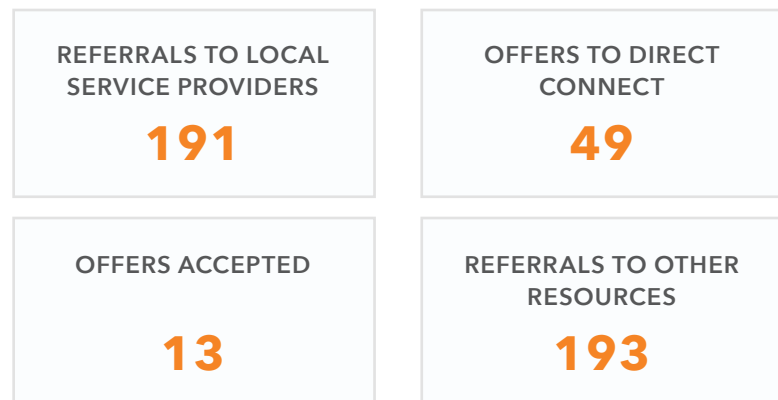 REFERRALS TO LOCAL
SERVICE PROVIDERS
191
OFFERS TO DIRECT
CONNECT
49
OFFERS ACCEPTED
13
REFERRALS TO OTHER
RESOURCES
193